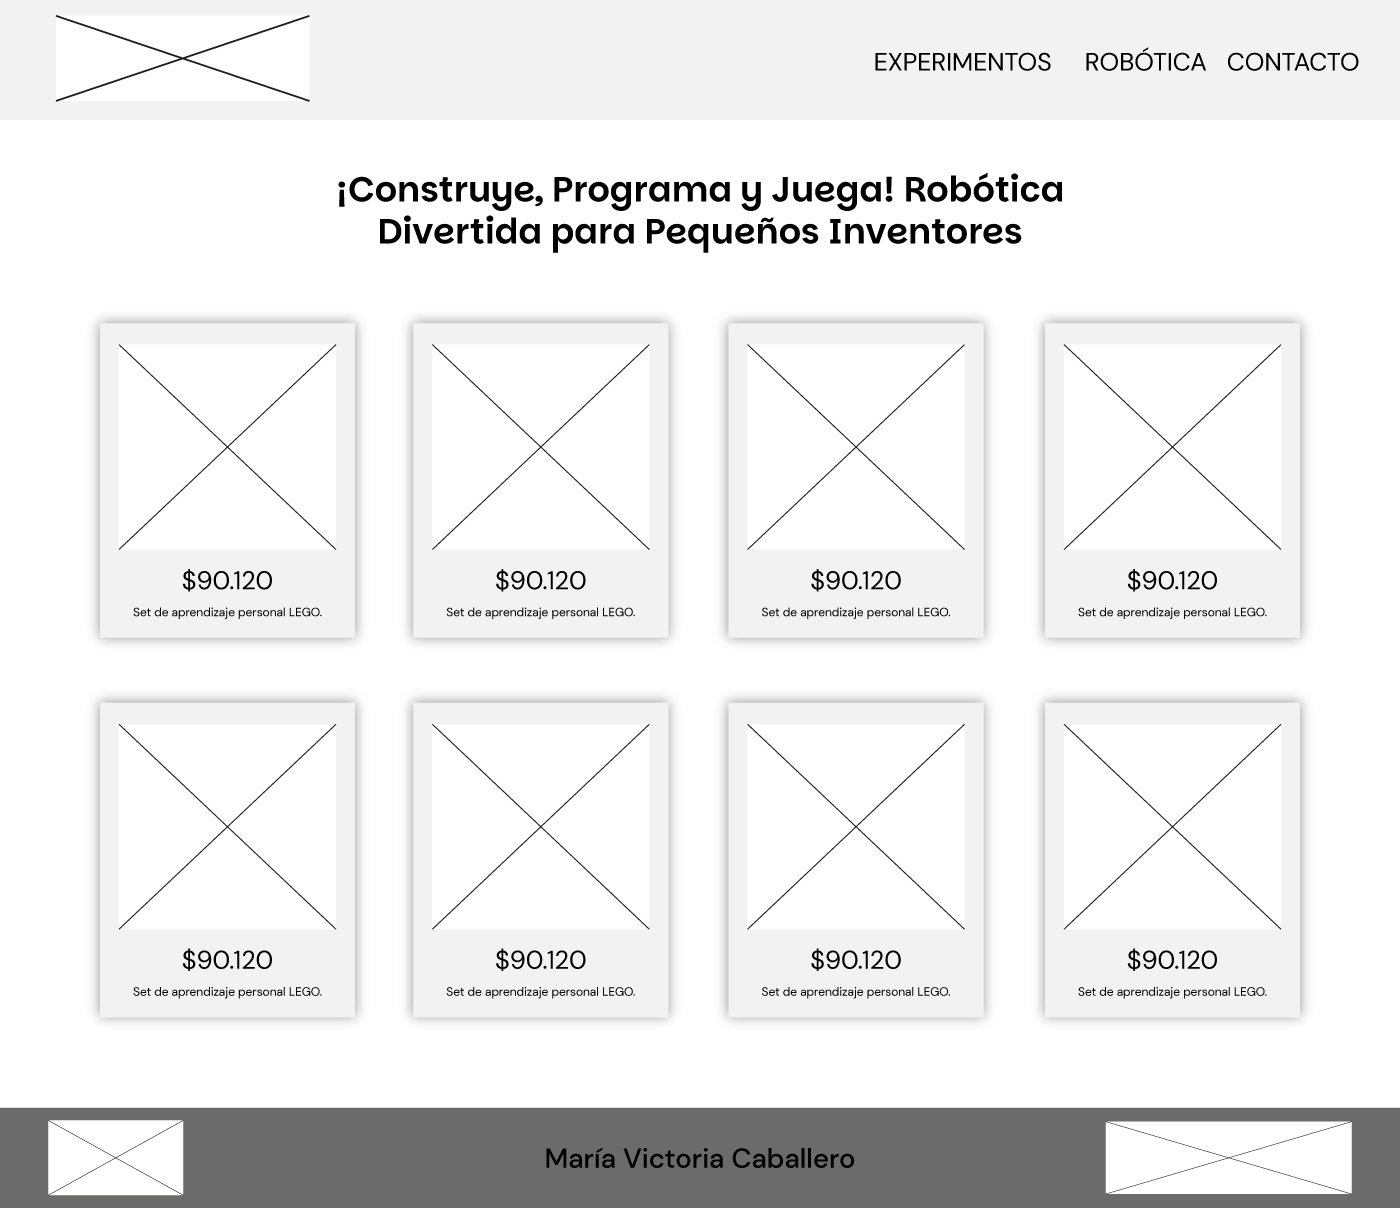 EXPERIMENTOS ROBÓTICA CONTACTO
¡Construye, Programa y Juega! Robótica
Divertida para Pequeños Inventores
$90.120 $90.120 $90.120 $90.120
Set de aprendizaje personal LEGO. Set de aprendizaje personal LEGO. Set de aprendizaje personal LEGO. Set de aprendizaje personal LEGO.
$90.120 $90.120 $90.120 $90.120
Set de aprendizaje personal LEGO. Set de aprendizaje personal LEGO. Set de aprendizaje personal LEGO. Set de aprendizaje personal LEGO.
María Victoria Caballero